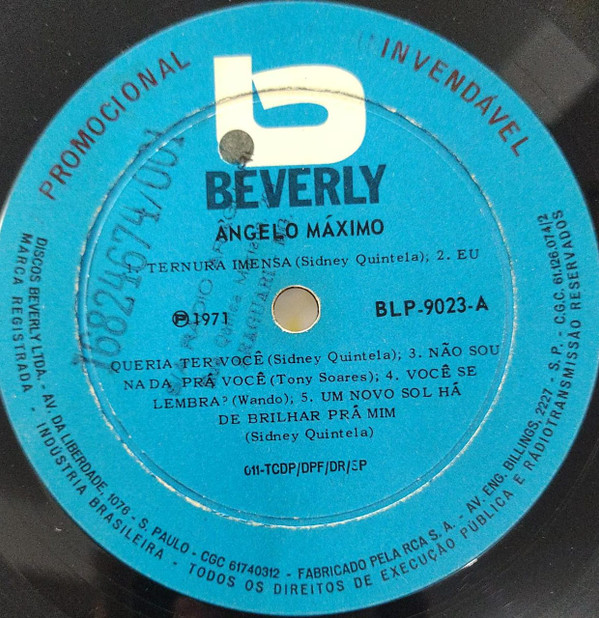 PROMOCIONAL
INVENDÁVEL
b
BEVERLY
ÂNGELO MÁXIMO
1. TERNURA IMENSA (Sidney Quintela); 2. EU
℗1971
BLP-9023-A
QUERIA TER VOCÊ (Sidney Quintela); 3. NÃO SOU
NADA PRÁ VOCÊ (Tony Soares); 4. VOCÊ SE
LEMBRA? (Wando); 5. UM NOVO SOL HÁ
DE BRILHAR PRÁ MIM
(Sidney Quintela)
011-TCDP/DPF/DR/SP
76824674/001
RADIO
DISCOS BEVERLY LTDA. - AV. DA LIBERDADE, 1076 - S. PAULO - CGC 61740312 - FABRICADO PELA RCA S. A. - AV. ENG. BILLINGS, 2227 - S. P. - C.G.C. 61.126.074/2
MARCA REGISTRADA - INDÚSTRIA BRASILEIRA - TODOS OS DIREITOS DE EXECUÇÃO PÚBLICA E RADIOTRANSMISSÃO RESERVADOS